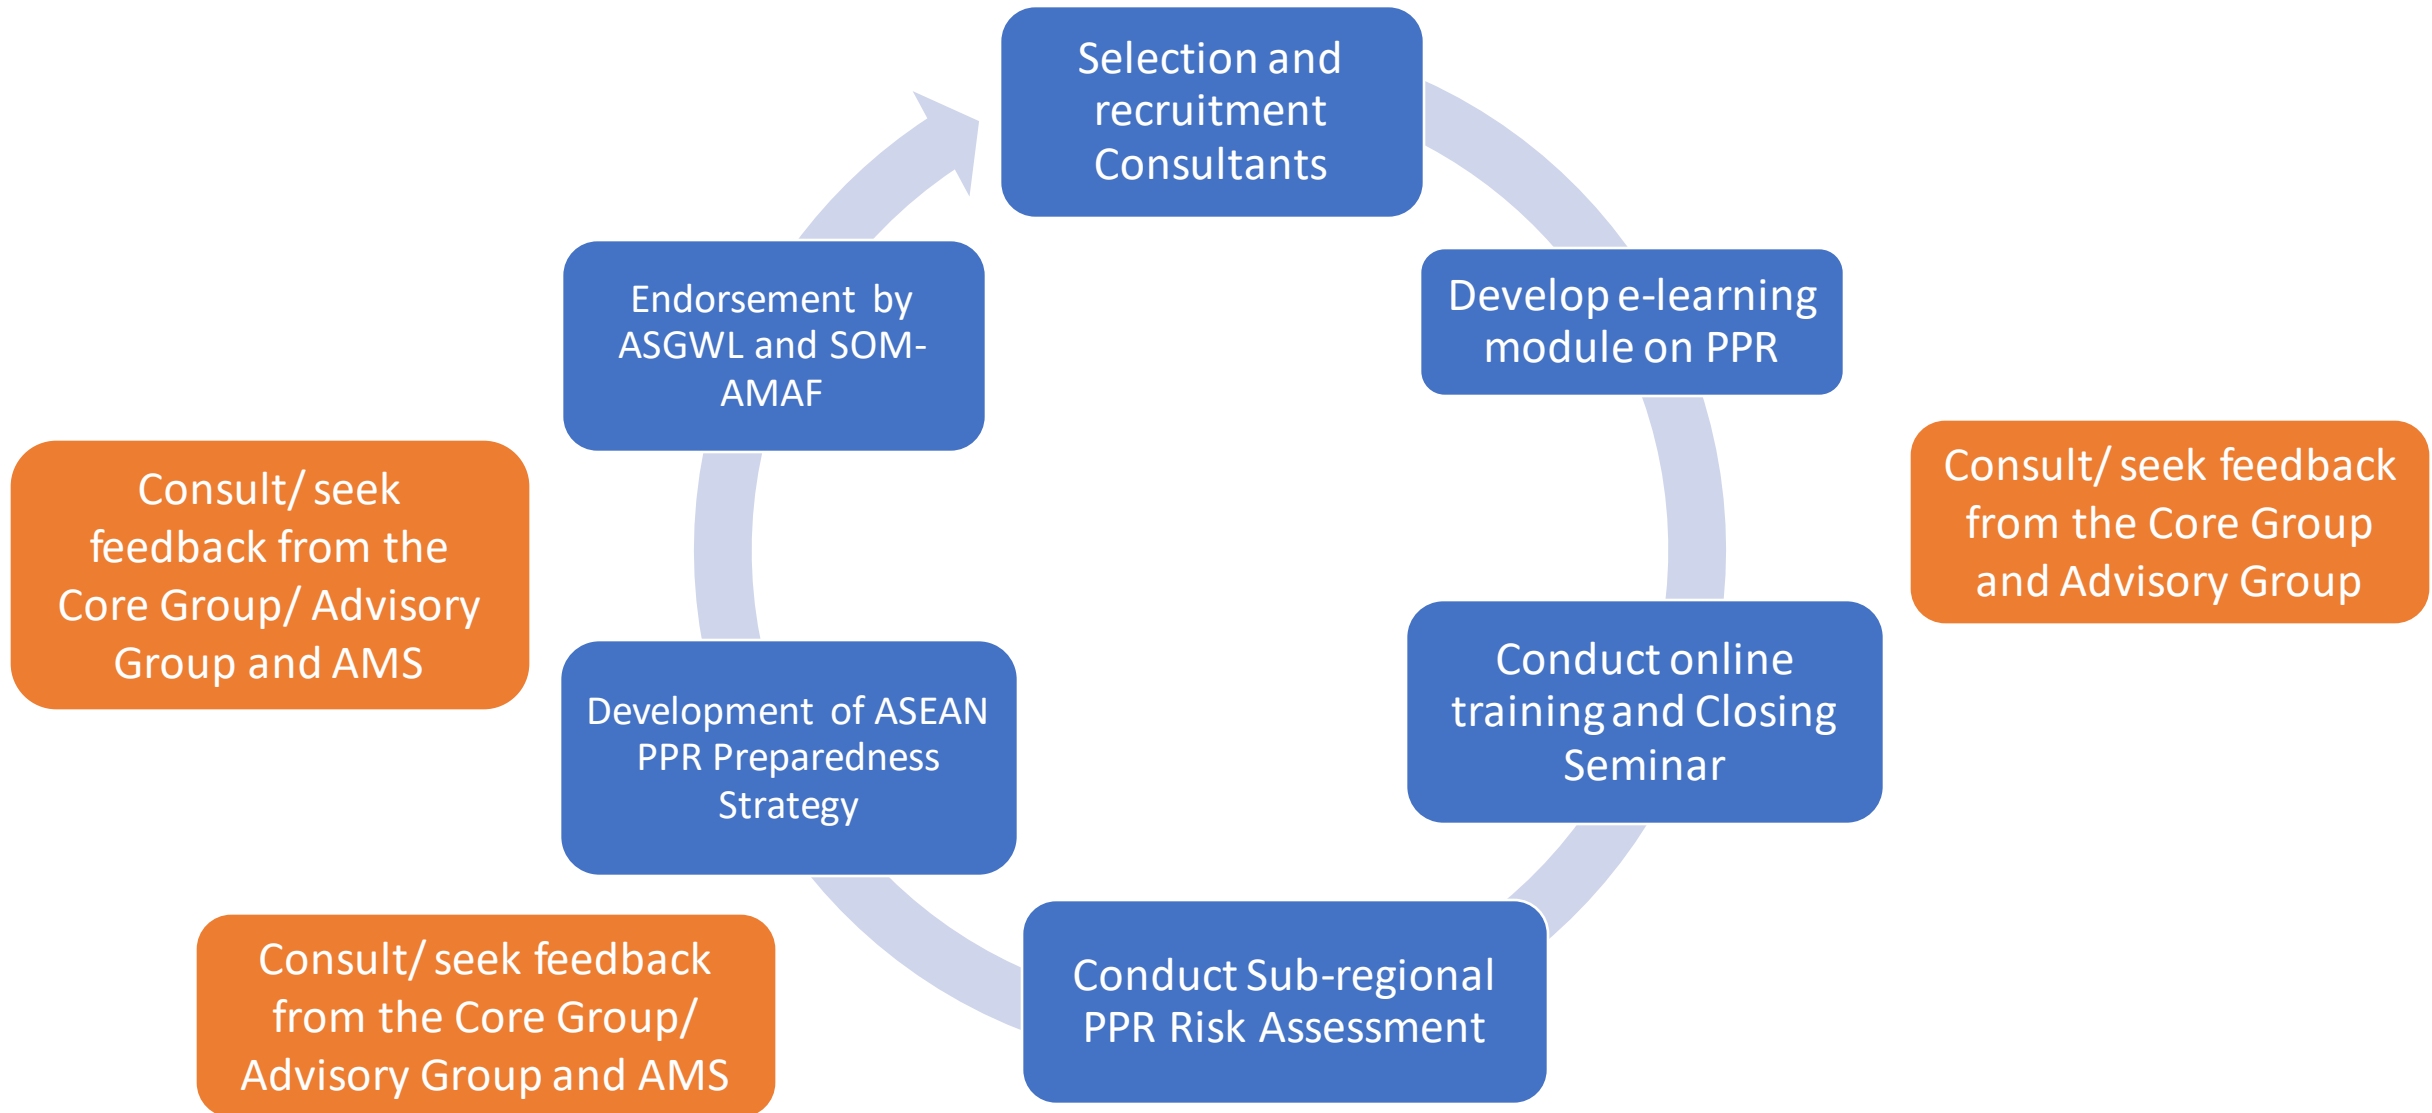 Selection and
recruitment
Consultants
Develop e-learning
module on PPR
Consult/ seek feedback
from the Core Group
and Advisory Group
Conduct online
training and Closing
Seminar
Conduct Sub-regional
PPR Risk Assessment
Consult/ seek feedback
from the Core Group/
Advisory Group and AMS
Development of ASEAN
PPR Preparedness
Strategy
Consult/ seek
feedback from the
Core Group/ Advisory
Group and AMS
Endorsement by
ASGWL and SOM-
AMAF